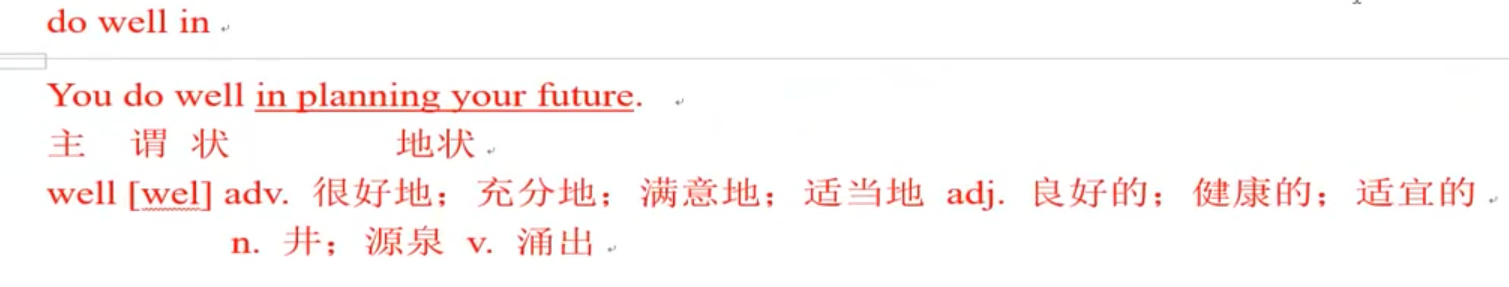 do well in
You do well in planning your future.
主 谓 状 地状
well [wel] adv. 很好地；充分地；满意地；适当地 adj. 良好的；健康的；适宜的
n. 井；源泉 v. 涌出